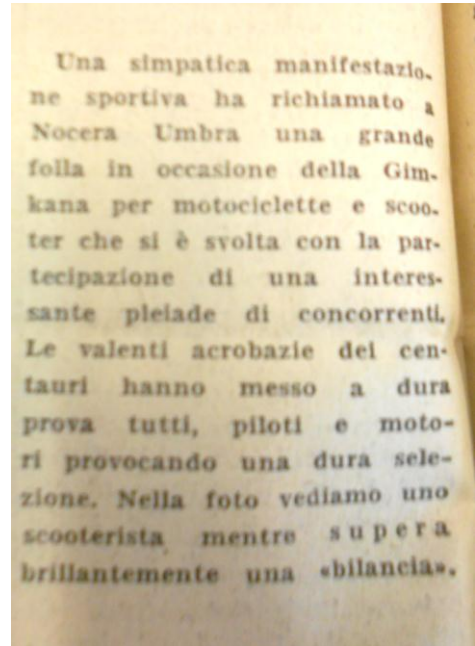 Una simpatica manifestazio-
ne sportiva ha richiamato a
Nocera Umbra una grande
folla in occasione della Gim-
kana per motociclette e scoo-
ter che si è svolta con la par-
tecipazione di una interes-
sante pleiade di concorrenti.
Le valenti acrobazie dei cen-
tauri hanno messo a dura
prova tutti, piloti e moto-
ri provocando una dura sele-
zione. Nella foto vediamo uno
scooterista mentre supera
brillantemente una «bilancia».